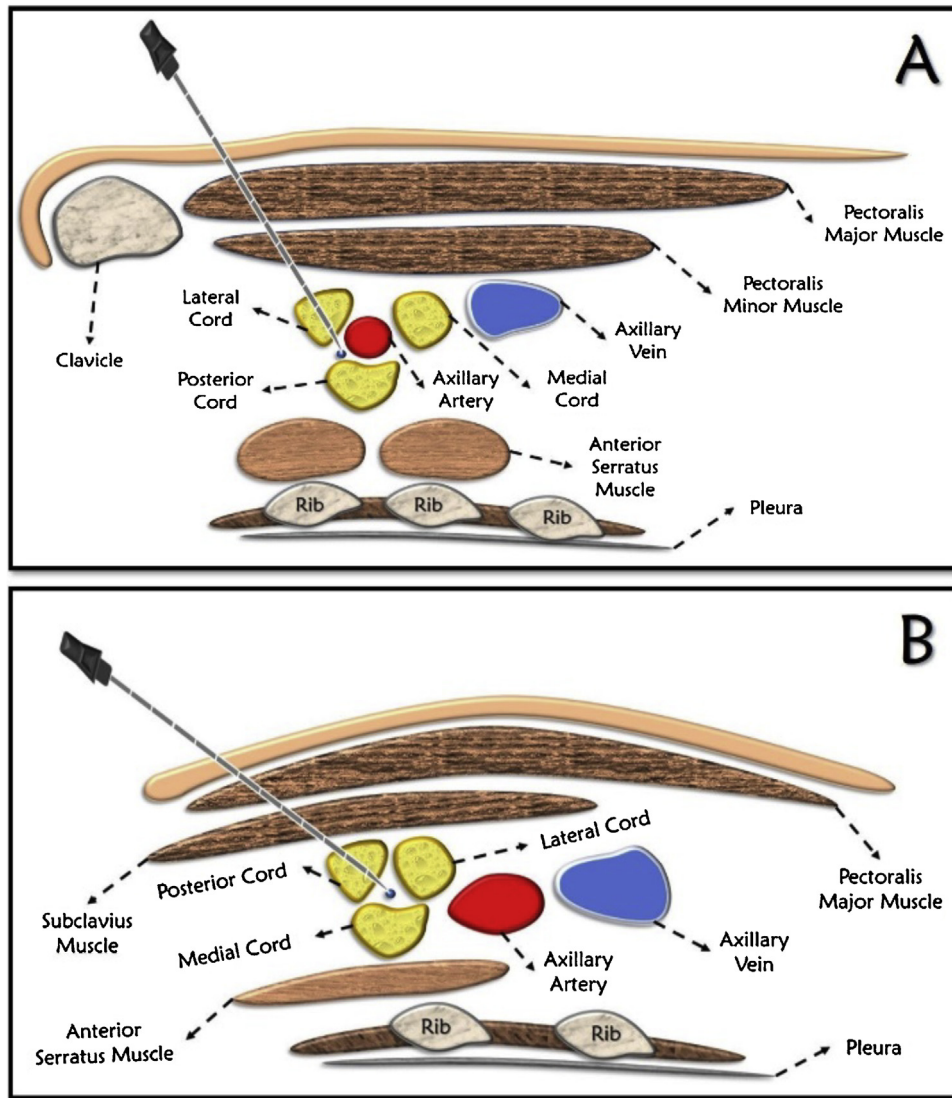 A
Pectoralis
Major Muscle
Pectoralis
Minor Muscle
Lateral
Cord
Clavicle
Axillary
Vein
Posterior
Cord
Axillary
Artery
Medial
Cord
Anterior
Serratus
Muscle
Rib
Rib
Rib
Pleura
B
Lateral Cord
Posterior Cord
Pectoralis
Major Muscle
Subclavius
Muscle
Medial Cord
Axillary
Vein
Axillary
Artery
Anterior
Serratus Muscle
Rib
Rib
Pleura